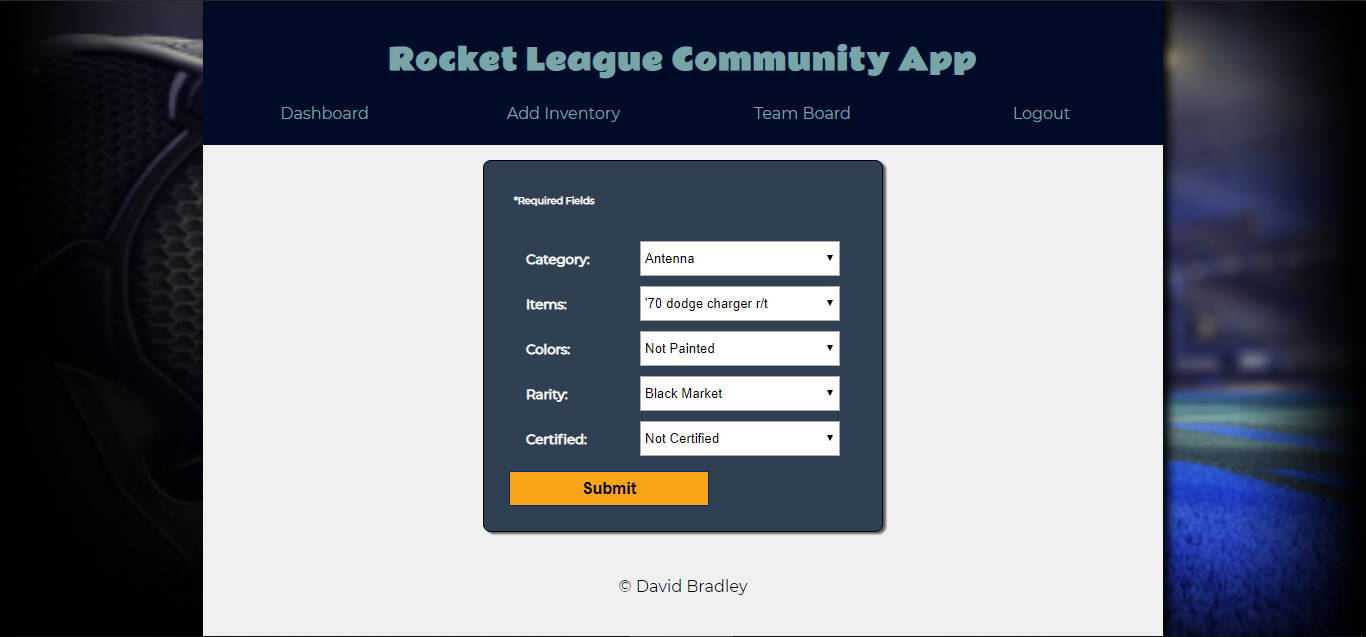 Rocket League Community App
Dashboard Add Inventory Team Board Logout
*Required Fields
Category: Antenna
Items: '70 dodge charger r/t
Colors: Not Painted
Rarity: Black Market
Certified: Not Certified
Submit
© David Bradley